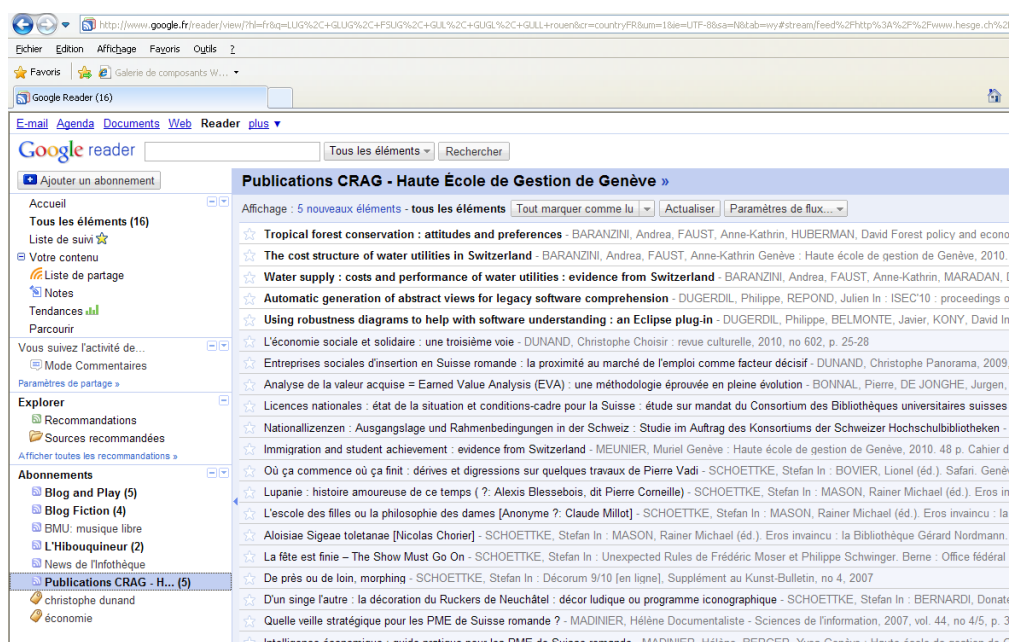 http://www.google.fr/reader/view/?hl=fr&q=LUG%2C+GLUG%2C+FSUG%2C+GUL%2C+GUGL%2C+GULL+rouen&cr=countryFR&um=1&ie=UTF-8&sa=N&tab=wy#stream/feed%2Fhttp%3A%2F%2Fwww.hesge.ch%2
Fichier Edition Affichage Favoris Outils ?
Favoris Galerie de composants W...
Google Reader (16)
E-mail Agenda Documents Web Reader plus ▼
Google reader Tous les éléments Rechercher
Ajouter un abonnement
Accueil
Tous les éléments (16)
Liste de suivi
Votre contenu
Liste de partage
Notes
Tendances
Parcourir
Vous suivez l'activité de...
Mode Commentaires
Paramètres de partage »
Explorer
Recommandations
Sources recommandées
Afficher toutes les recommandations »
Abonnements
Blog and Play (5)
Blog Fiction (4)
BMU: musique libre
L'Hibouquineur (2)
News de l'Infothèque
Publications CRAG - H... (5)
christophe dunand
économie
Publications CRAG - Haute École de Gestion de Genève »
Affichage : 5 nouveaux éléments - tous les éléments Tout marquer comme lu Actualiser Paramètres de flux...
Tropical forest conservation : attitudes and preferences - BARANZINI, Andrea, FAUST, Anne-Kathrin, HUBERMAN, David Forest policy and econo
The cost structure of water utilities in Switzerland - BARANZINI, Andrea, FAUST, Anne-Kathrin Genève : Haute école de gestion de Genève, 2010.
Water supply : costs and performance of water utilities : evidence from Switzerland - BARANZINI, Andrea, FAUST, Anne-Kathrin, MARADAN, D
Automatic generation of abstract views for legacy software comprehension - DUGERDIL, Philippe, REPOND, Julien In : ISEC'10 : proceedings o
Using robustness diagrams to help with software understanding : an Eclipse plug-in - DUGERDIL, Philippe, BELMONTE, Javier, KONY, David In
L'économie sociale et solidaire : une troisième voie - DUNAND, Christophe Choisir : revue culturelle, 2010, no 602, p. 25-28
Entreprises sociales d'insertion en Suisse romande : la proximité au marché de l'emploi comme facteur décisif - DUNAND, Christophe Panorama, 2009,
Analyse de la valeur acquise = Earned Value Analysis (EVA) : une méthodologie éprouvée en pleine évolution - BONNAL, Pierre, DE JONGHE, Jurgen,
Licences nationales : état de la situation et conditions-cadre pour la Suisse : étude sur mandat du Consortium des Bibliothèques universitaires suisses
Nationallizenzen : Ausgangslage und Rahmenbedingungen in der Schweiz : Studie im Auftrag des Konsortiums der Schweizer Hochschulbibliotheken -
Immigration and student achievement : evidence from Switzerland - MEUNIER, Muriel Genève : Haute école de gestion de Genève, 2010. 48 p. Cahier d
Où ça commence où ça finit : dérives et digressions sur quelques travaux de Pierre Vadi - SCHOETTKE, Stefan In : BOVIER, Lionel (éd.). Safari. Genè
Lupanie : histoire amoureuse de ce temps ( ?: Alexis Blessebois, dit Pierre Corneille) - SCHOETTKE, Stefan In : MASON, Rainer Michael (éd.). Eros in
L'escole des filles ou la philosophie des dames [Anonyme ?: Claude Millot] - SCHOETTKE, Stefan In : MASON, Rainer Michael (éd.). Eros invaincu : la
Aloisiae Sigeae toletanae [Nicolas Chorier] - SCHOETTKE, Stefan In : MASON, Rainer Michael (éd.). Eros invaincu : la Bibliothèque Gérard Nordmann.
La fête est finie – The Show Must Go On - SCHOETTKE, Stefan In : Unexpected Rules de Frédéric Moser et Philippe Schwinger. Berne : Office fédéral
De près ou de loin, morphing - SCHOETTKE, Stefan In : Décorum 9/10 [en ligne], Supplément au Kunst-Bulletin, no 4, 2007
D'un singe l'autre : la décoration du Ruckers de Neuchâtel : décor ludique ou programme iconographique - SCHOETTKE, Stefan In : BERNARDI, Donate
Quelle veille stratégique pour les PME de Suisse romande ? - MADINIER, Hélène Documentaliste - Sciences de l'information, 2007, vol. 44, no 4/5, p. 3